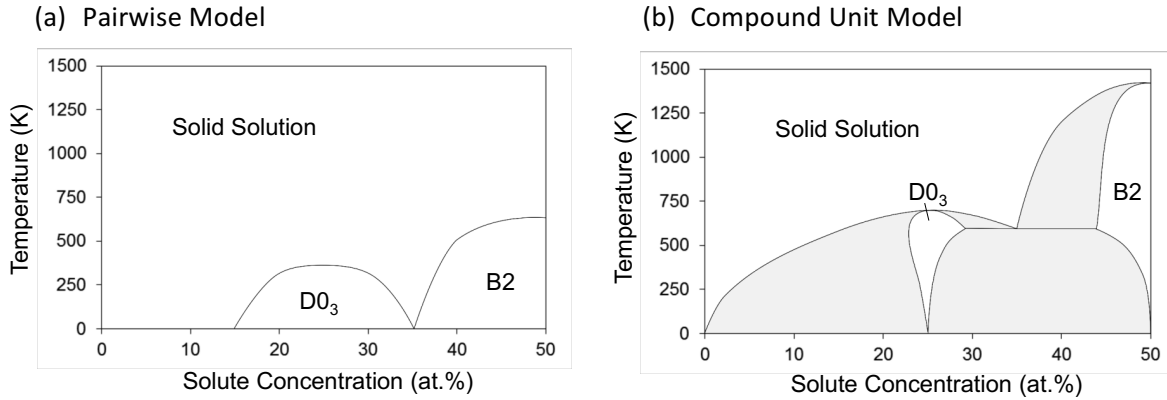 (a) Pairwise Model
1500
1250
1000
750
500
250
0
Temperature (K)
Solid Solution
D0₃
B2
0 10 20 30 40 50
Solute Concentration (at.%)
(b) Compound Unit Model
1500
1250
1000
750
500
250
0
Temperature (K)
Solid Solution
D0₃
B2
0 10 20 30 40 50
Solute Concentration (at.%)